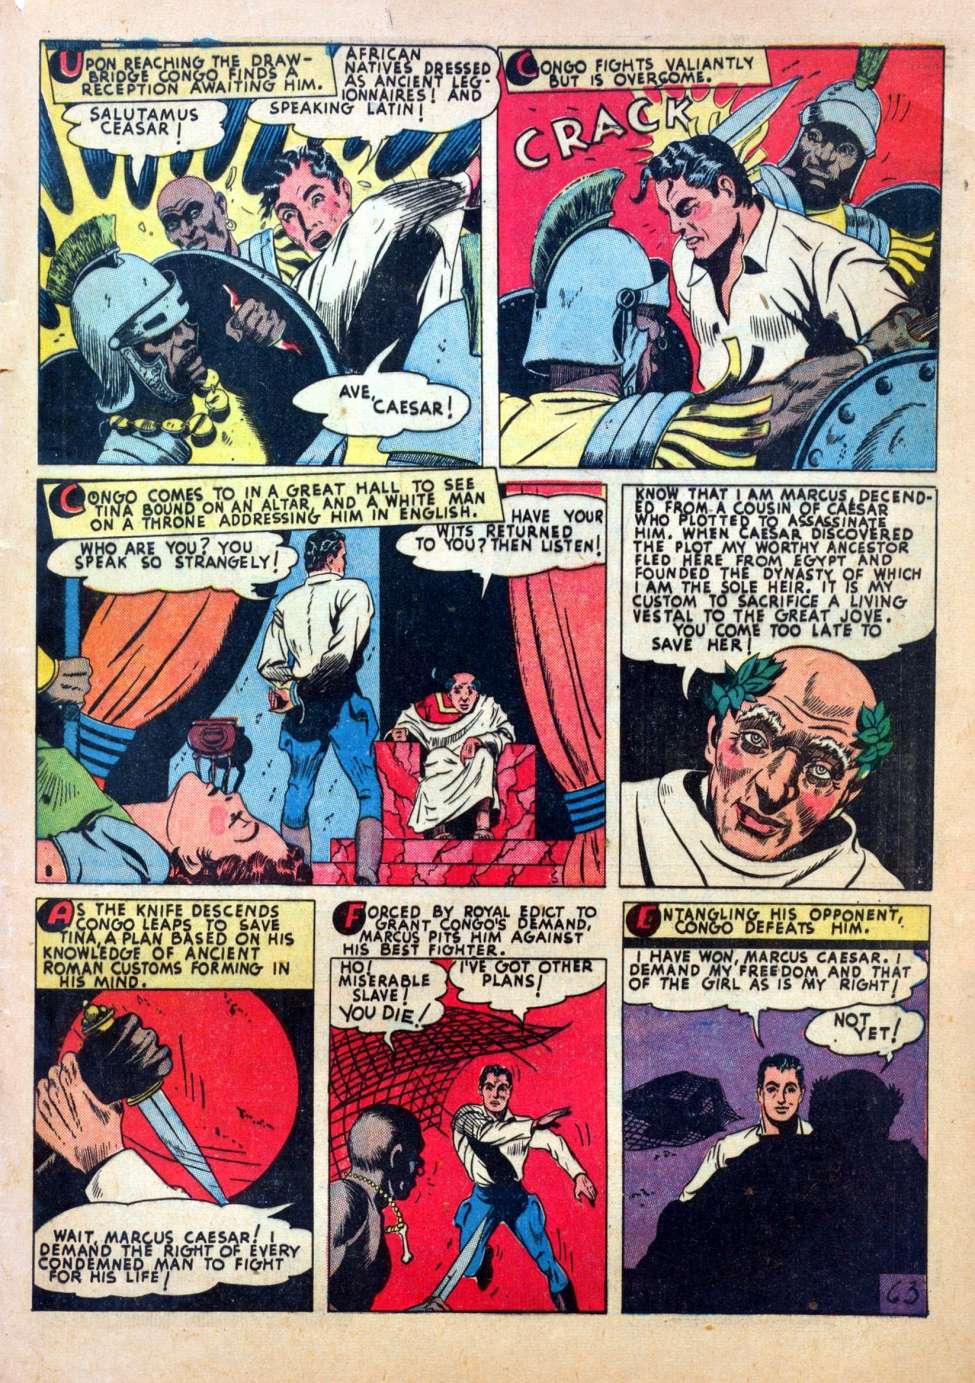 UPON REACHING THE DRAW-
BRIDGE CONGO FINDS A
RECEPTION AWAITING HIM.
SALUTAMUS
CEASAR!
AFRICAN
NATIVES DRESSED
AS ANCIENT LEG-
IONNAIRES! AND
SPEAKING LATIN!
AVE,
CAESAR!
CONGO FIGHTS VALIANTLY
BUT IS OVERCOME.
CRACK
CONGO COMES TO IN A GREAT HALL TO SEE
TINA BOUND ON AN ALTAR, AND A WHITE MAN
ON A THRONE ADDRESSING HIM IN ENGLISH.
WHO ARE YOU? YOU
SPEAK SO STRANGELY!
HAVE YOUR
WITS RETURNED
TO YOU? THEN LISTEN!
8
KNOW THAT I AM MARCUS, DECEND-
ED FROM A COUSIN OF CAESAR
WHO PLOTTED TO ASSASSINATE
HIM. WHEN CAESAR DISCOVERED
THE PLOT MY WORTHY ANCESTOR
FLED HERE FROM EGYPT AND
FOUNDED THE DYNASTY OF WHICH
I AM THE SOLE HEIR. IT IS MY
CUSTOM TO SACRIFICE A LIVING
VESTAL TO THE GREAT JOVE.
YOU COME TOO LATE TO
SAVE HER!
AS THE KNIFE DESCENDS
CONGO LEAPS TO SAVE
TINA, A PLAN BASED ON HIS
KNOWLEDGE OF ANCIENT
ROMAN CUSTOMS FORMING IN
HIS MIND.
WAIT, MARCUS CAESAR! I
DEMAND THE RIGHT OF EVERY
CONDEMNED MAN TO FIGHT
FOR HIS LIFE!
FORCED BY ROYAL EDICT TO
GRANT CONGO'S DEMAND,
MARCUS PITS HIM AGAINST
HIS BEST FIGHTER.
HO!
MISERABLE
SLAVE!
YOU DIE!
I'VE GOT OTHER
PLANS!
ENTANGLING HIS OPPONENT,
CONGO DEFEATS HIM.
I HAVE WON, MARCUS CAESAR. I
DEMAND MY FREEDOM AND THAT
OF THE GIRL AS IS MY RIGHT!
NOT
YET!
63